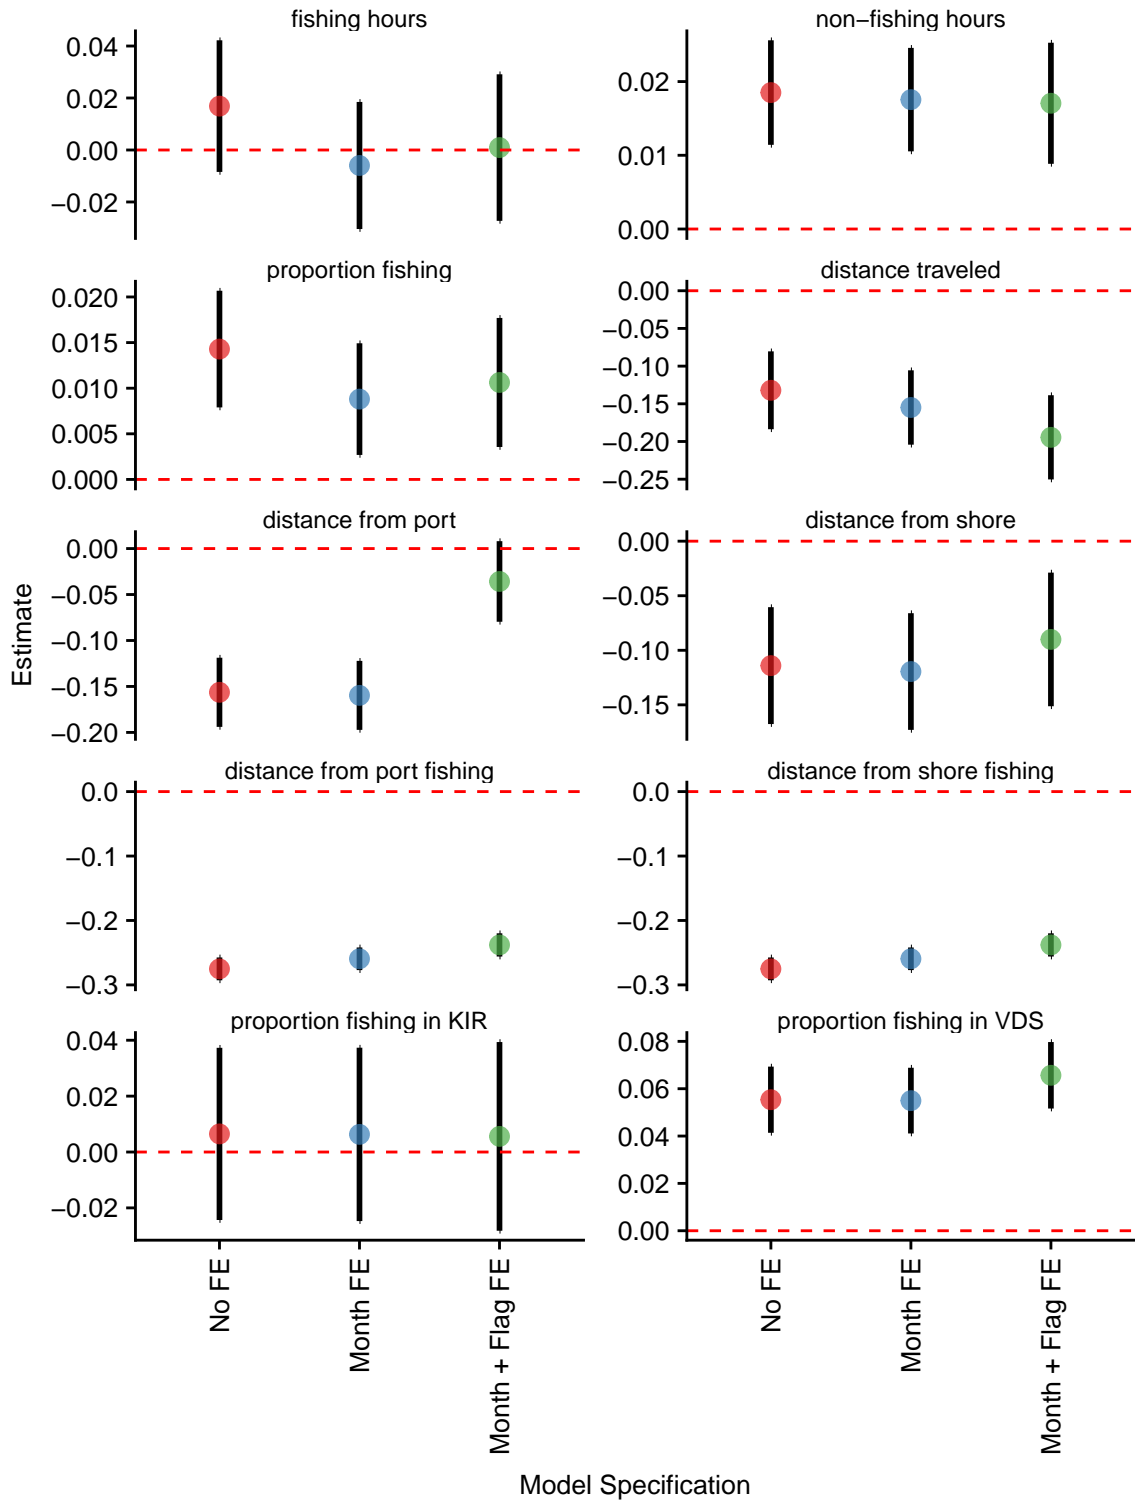 fishing hours
0.04
0.02
0.00
−0.02
non−fishing hours
0.02
0.01
0.00
proportion fishing
0.020
0.015
0.010
0.005
0.000
distance traveled
0.00
−0.05
−0.10
−0.15
−0.20
−0.25
distance from port
0.00
−0.05
−0.10
−0.15
−0.20
distance from shore
0.00
−0.05
−0.10
−0.15
distance from port fishing
0.0
−0.1
−0.2
−0.3
distance from shore fishing
0.0
−0.1
−0.2
−0.3
proportion fishing in KIR
0.04
0.02
0.00
−0.02
proportion fishing in VDS
0.08
0.06
0.04
0.02
0.00
Estimate
No FE
Month FE
Month + Flag FE
No FE
Month FE
Month + Flag FE
Model Specification